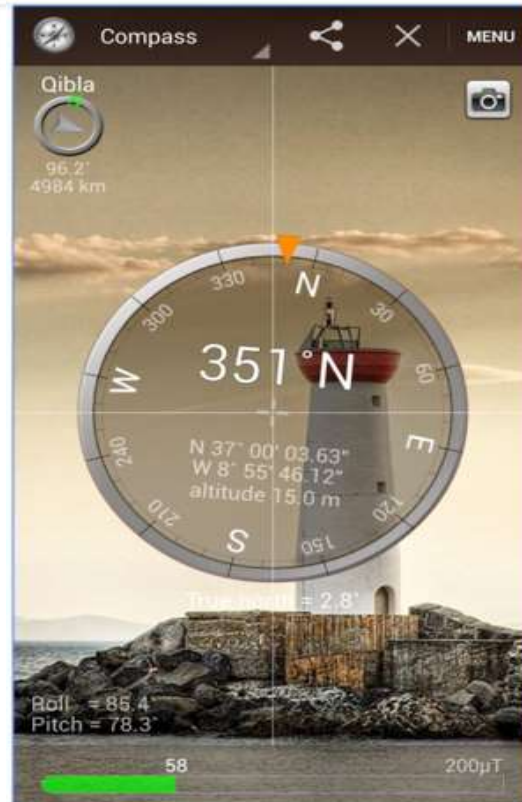 Compass
MENU
Qibla
96.2°
4984 km
N
30
60
E
120
150
S
210
240
W
300
330
351°N
N 37° 00' 03.63"
W 8° 55' 46.12"
altitude 15.0 m
True north = 2.8°
Roll = 85.4°
Pitch = 78.3°
58
200µT